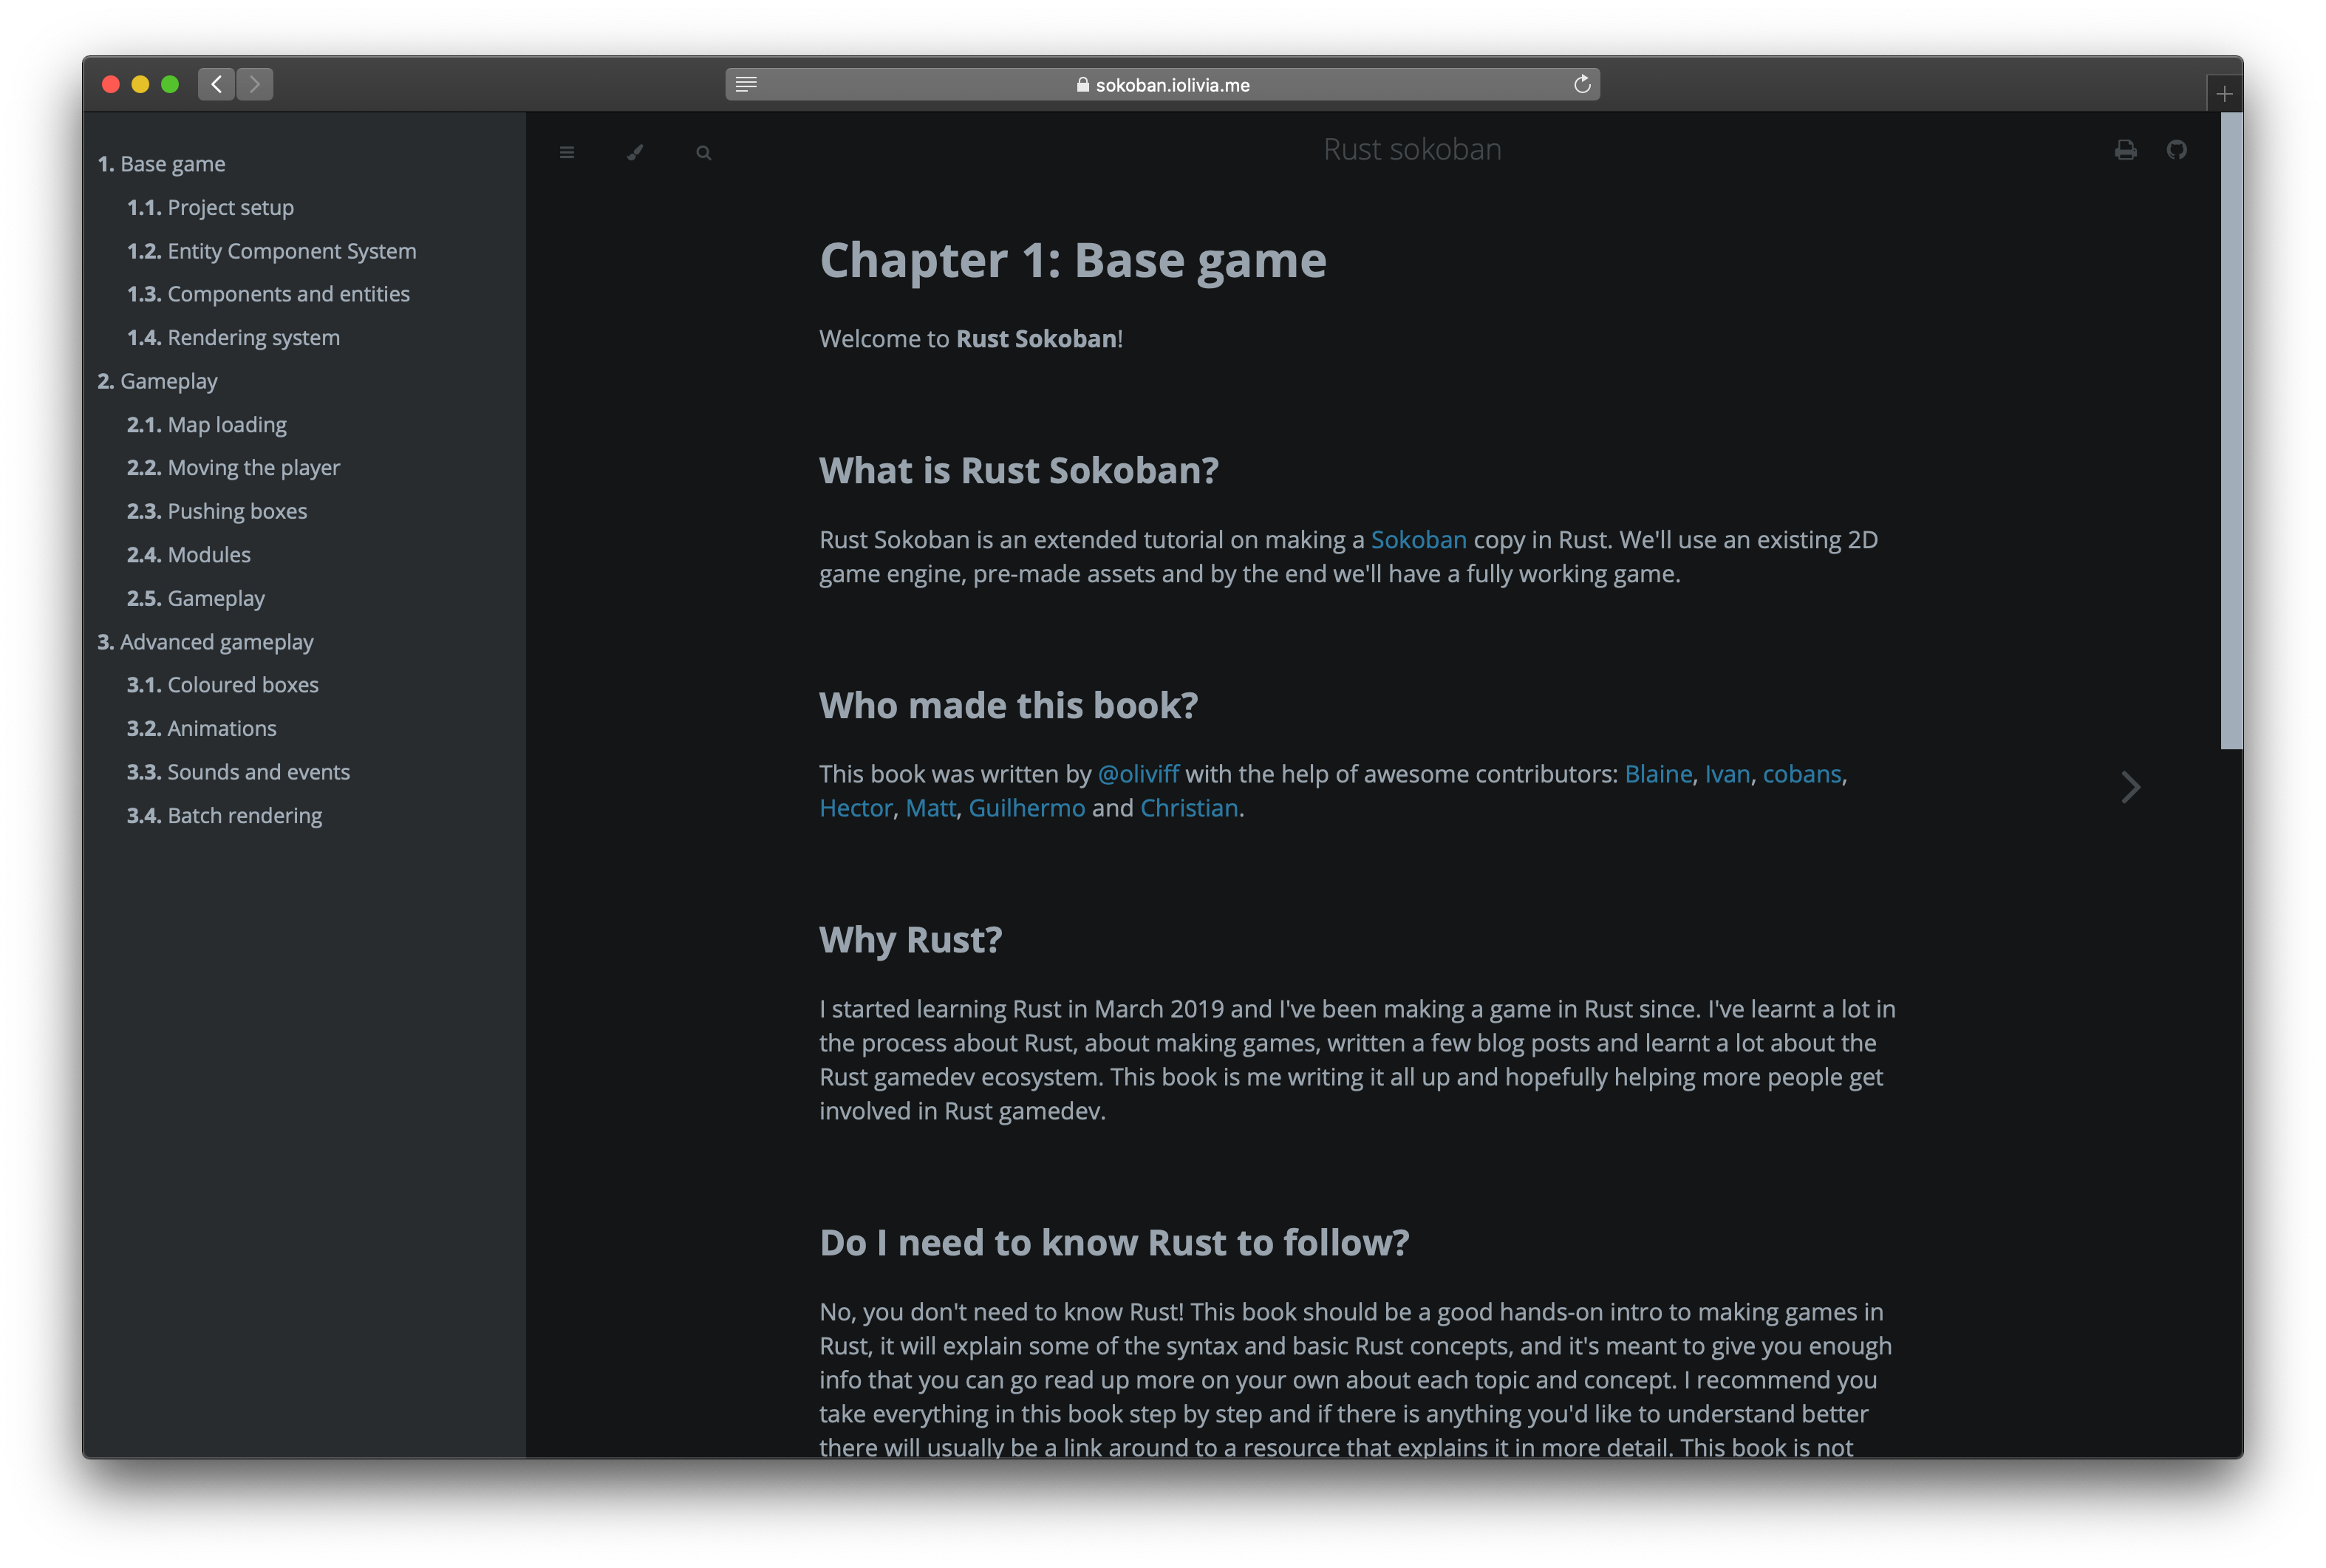 sokoban.iolivia.me
1. Base game
1.1. Project setup
1.2. Entity Component System
1.3. Components and entities
1.4. Rendering system
2. Gameplay
2.1. Map loading
2.2. Moving the player
2.3. Pushing boxes
2.4. Modules
2.5. Gameplay
3. Advanced gameplay
3.1. Coloured boxes
3.2. Animations
3.3. Sounds and events
3.4. Batch rendering
Rust sokoban
Chapter 1: Base game
Welcome to Rust Sokoban!
What is Rust Sokoban?
Rust Sokoban is an extended tutorial on making a Sokoban copy in Rust. We'll use an existing 2D
game engine, pre-made assets and by the end we'll have a fully working game.
Who made this book?
This book was written by @oliviff with the help of awesome contributors: Blaine, Ivan, cobans,
Hector, Matt, Guilhermo and Christian.
Why Rust?
I started learning Rust in March 2019 and I've been making a game in Rust since. I've learnt a lot in
the process about Rust, about making games, written a few blog posts and learnt a lot about the
Rust gamedev ecosystem. This book is me writing it all up and hopefully helping more people get
involved in Rust gamedev.
Do I need to know Rust to follow?
No, you don't need to know Rust! This book should be a good hands-on intro to making games in
Rust, it will explain some of the syntax and basic Rust concepts, and it's meant to give you enough
info that you can go read up more on your own about each topic and concept. I recommend you
take everything in this book step by step and if there is anything you'd like to understand better
there will usually be a link around to a resource that explains it in more detail. This book is not